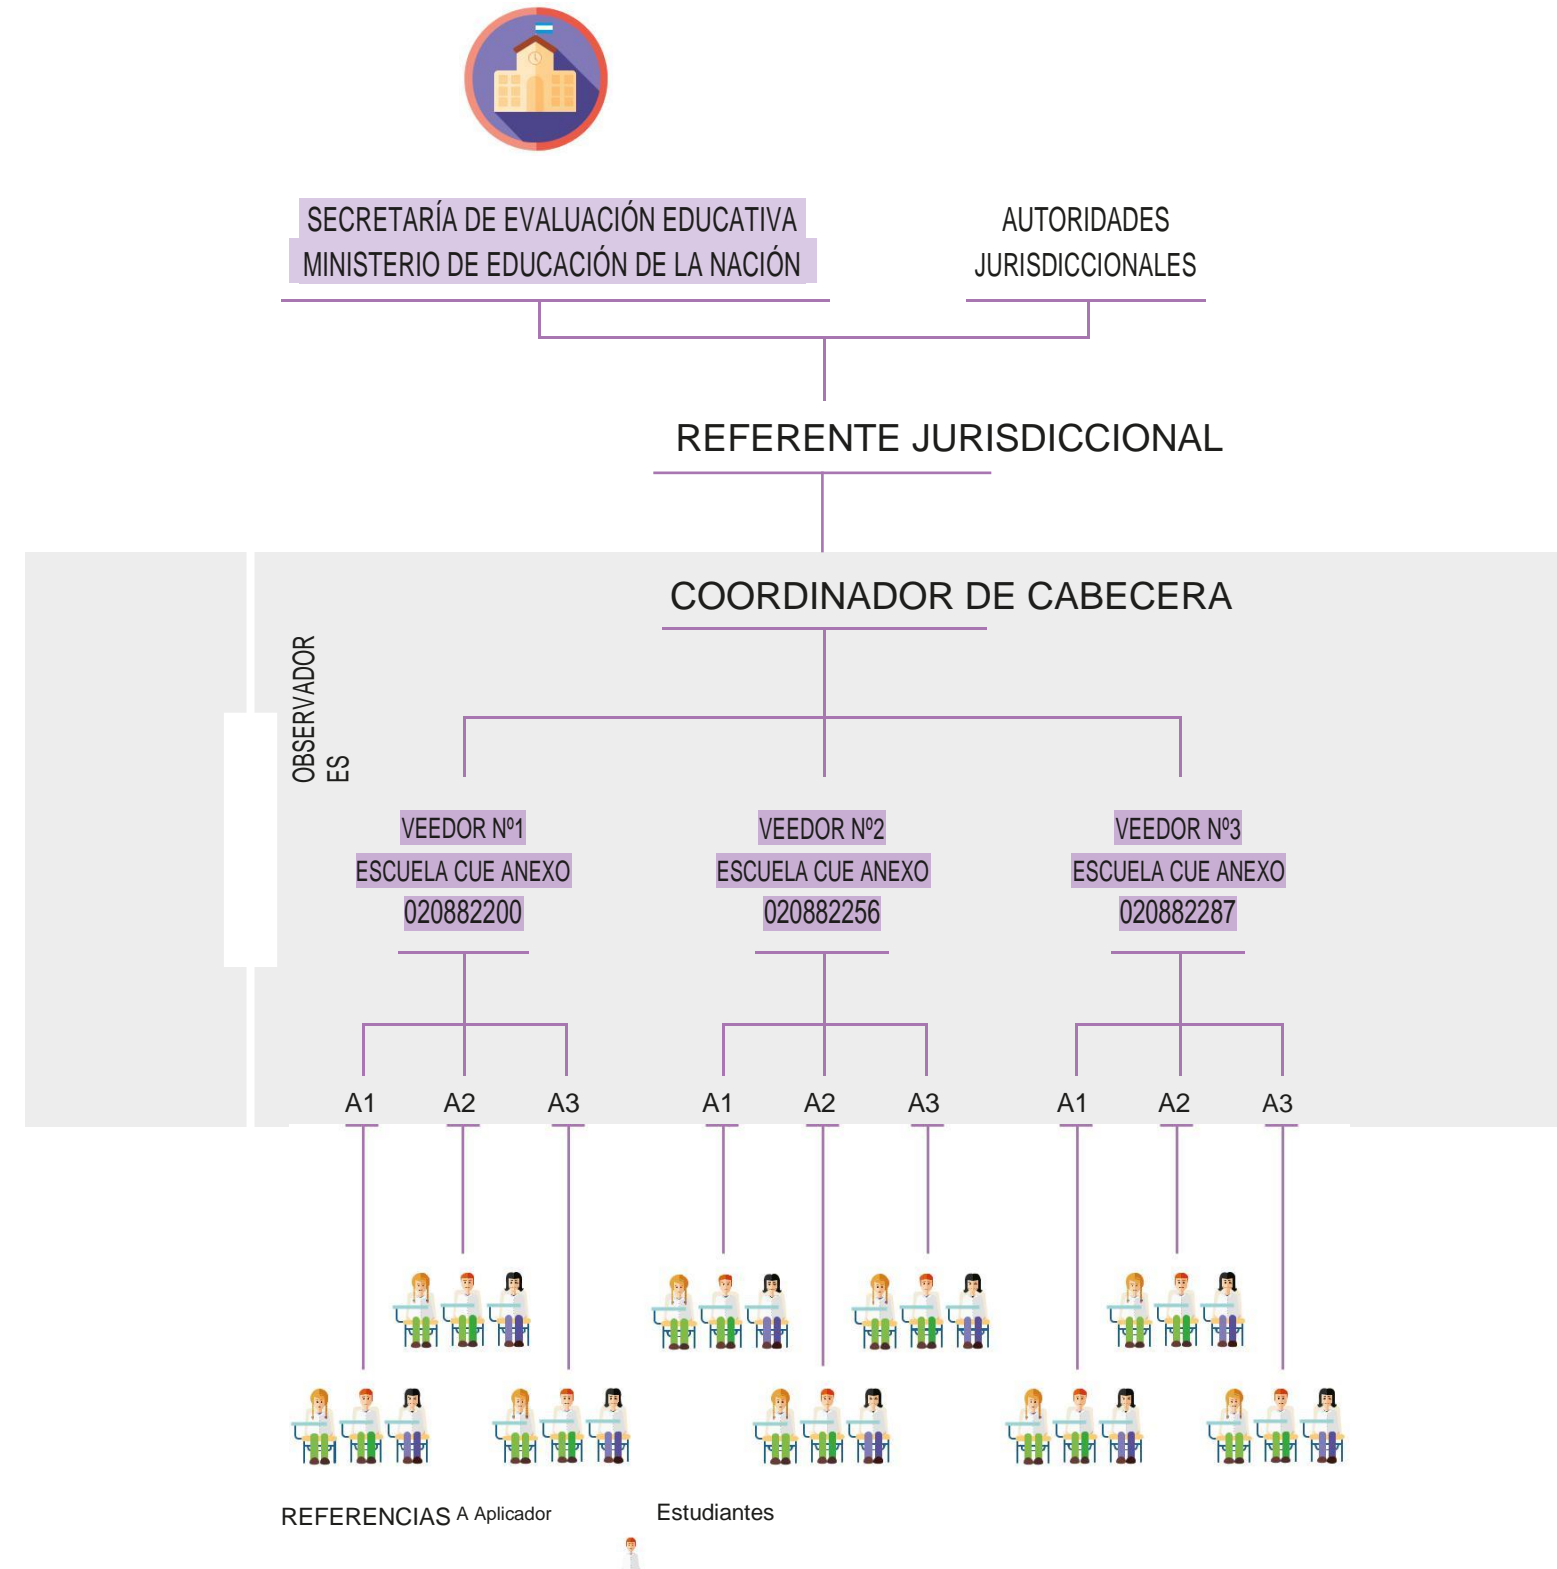 SECRETARÍA DE EVALUACIÓN EDUCATIVA
MINISTERIO DE EDUCACIÓN DE LA NACIÓN
AUTORIDADES
JURISDICCIONALES
REFERENTE JURISDICCIONAL
COORDINADOR DE CABECERA
OBSERVADOR
ES
VEEDOR Nº1
ESCUELA CUE ANEXO
020882200
VEEDOR Nº2
ESCUELA CUE ANEXO
020882256
VEEDOR Nº3
ESCUELA CUE ANEXO
020882287
A1 A2 A3 A1 A2 A3 A1 A2 A3
REFERENCIAS A Aplicador Estudiantes